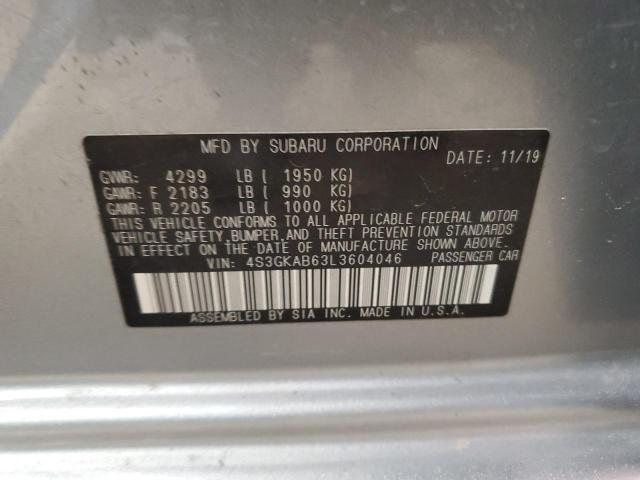 MFD BY SUBARU CORPORATION
DATE: 11/19
GVWR: 4299 LB ( 1950 KG)
GAWR: F 2183 LB ( 990 KG)
GAWR: R 2205 LB ( 1000 KG)
THIS VEHICLE CONFORMS TO ALL APPLICABLE FEDERAL MOTOR
VEHICLE SAFETY, BUMPER, AND THEFT PREVENTION STANDARDS
IN EFFECT ON THE DATE OF MANUFACTURE SHOWN ABOVE.
VIN: 4S3GKAB63L3604046 PASSENGER CAR
ASSEMBLED BY SIA INC. MADE IN U.S.A.